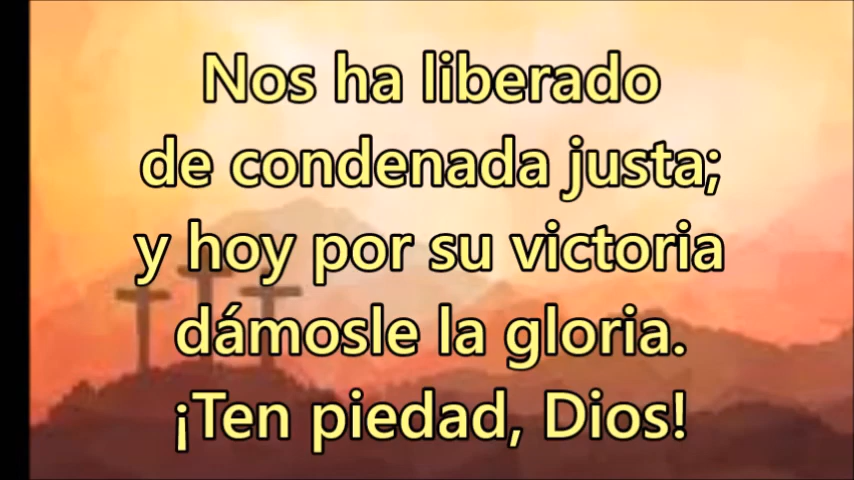 Nos ha liberado
de condenada justa;
y hoy por su victoria
dámosle la gloria.
¡Ten piedad, Dios!